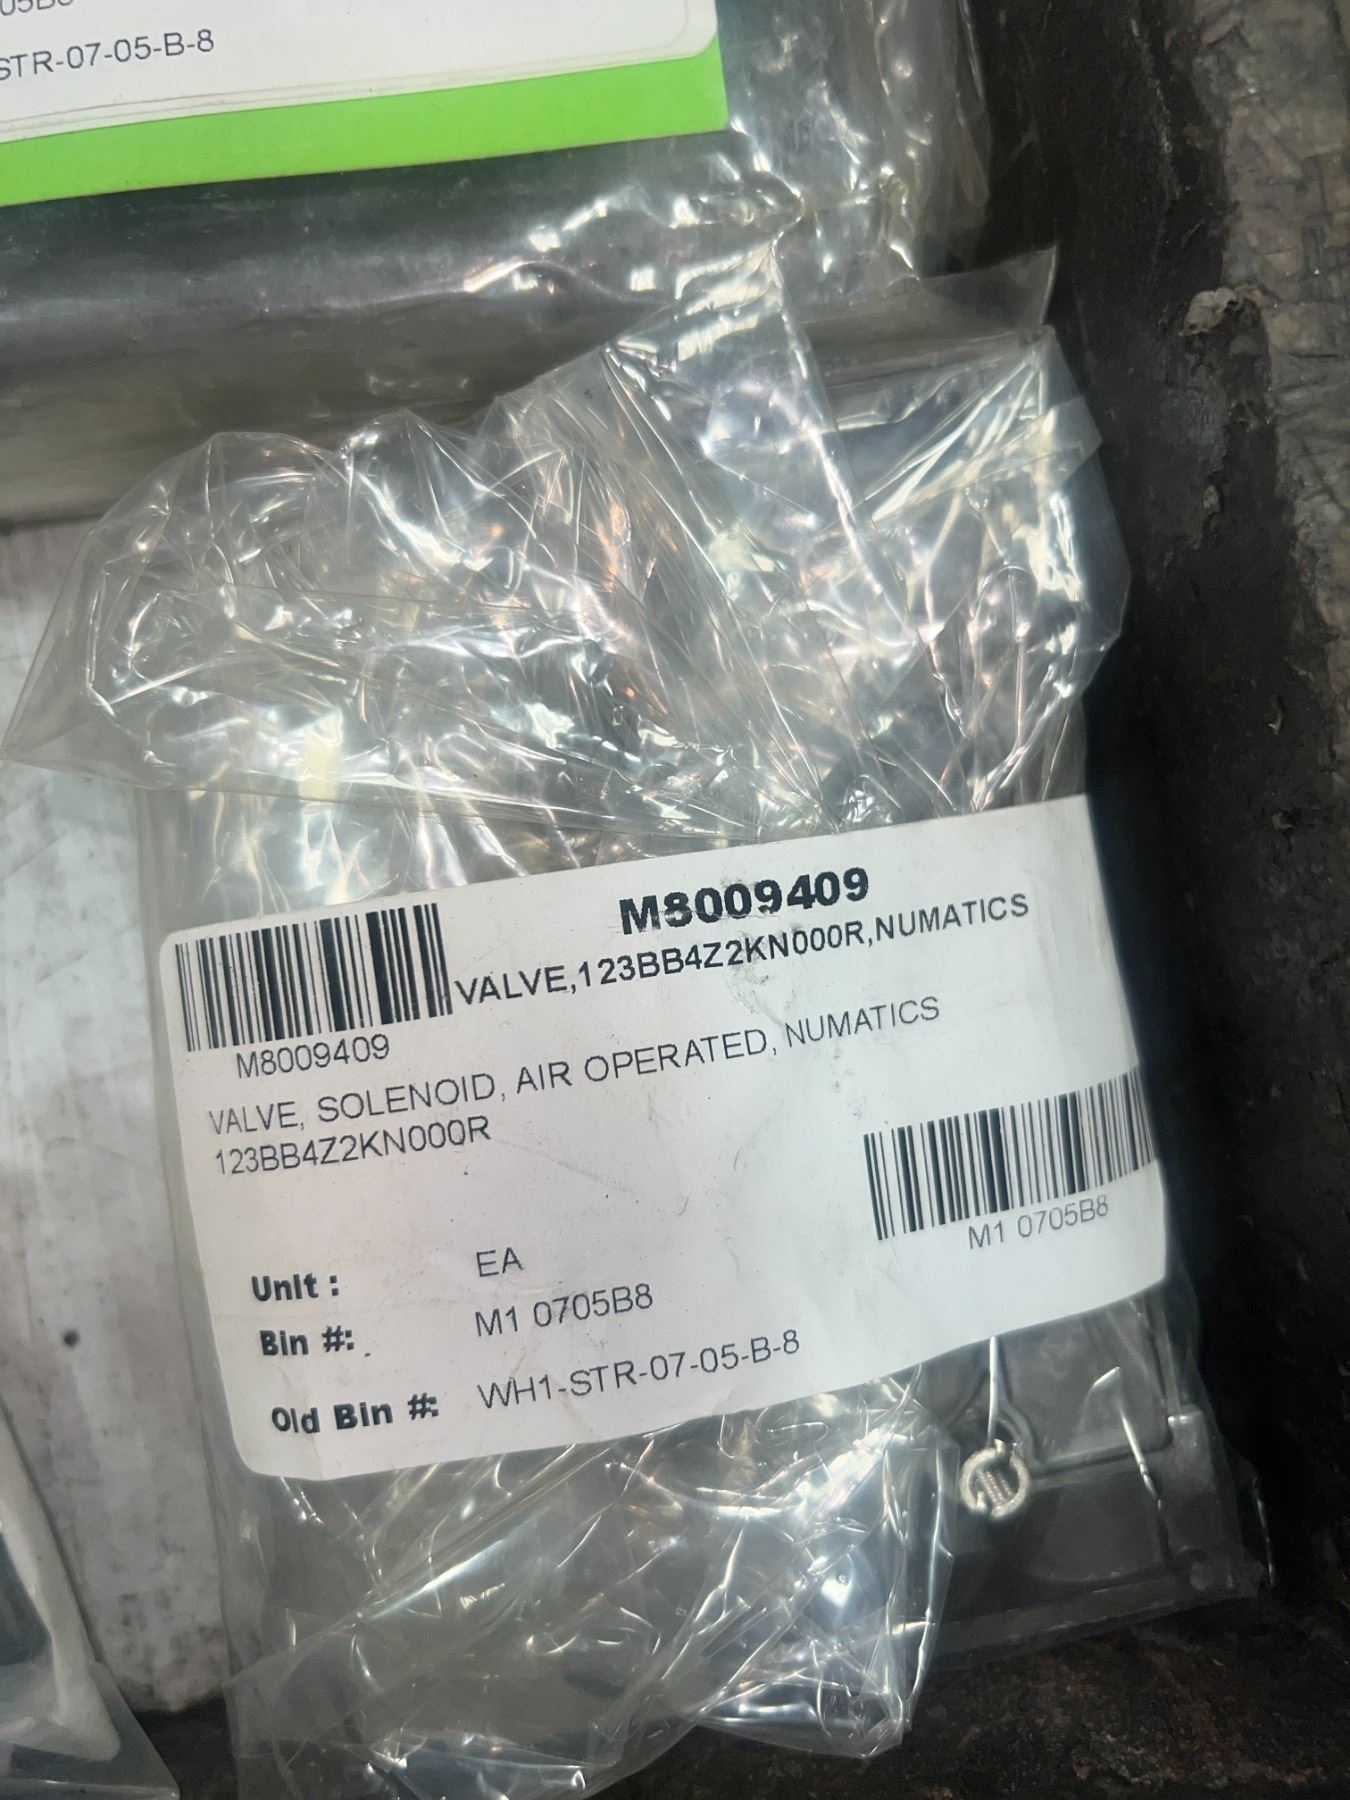 STR-07-05-B-8
M8009409
VALVE,123BB4Z2KN000R,NUMATICS
M8009409
VALVE, SOLENOID, AIR OPERATED, NUMATICS
123BB4Z2KN000R
M1 0705B8
Unit : EA
Bin #: M1 0705B8
Old Bin #: WH1-STR-07-05-B-8